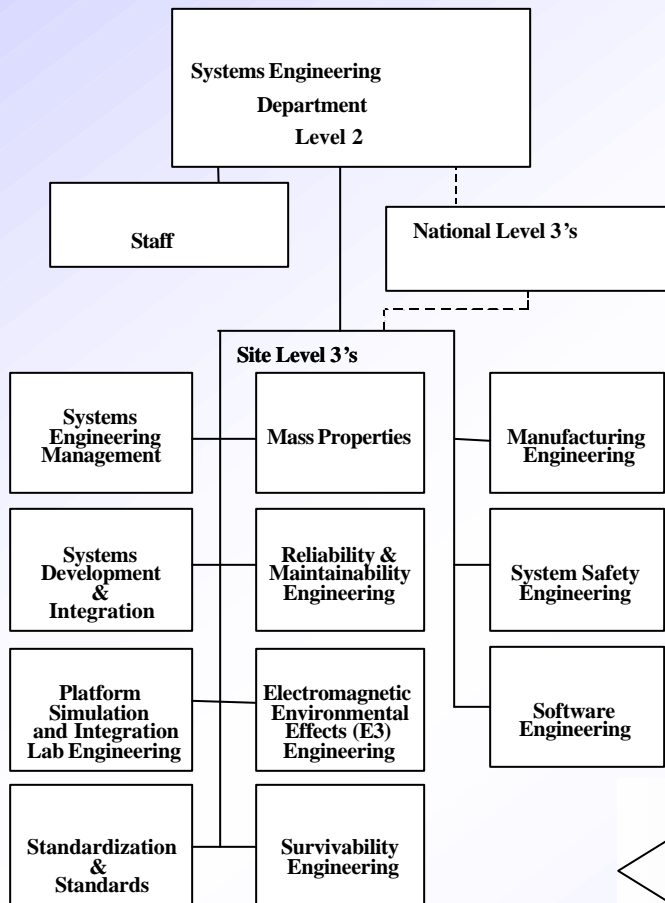 Systems Engineering
Department
Level 2
Staff
National Level 3’s
Site Level 3’s
Systems
Engineering
Management
Mass Properties
Manufacturing
Engineering
Systems
Development
&
Integration
Reliability &
Maintainability
Engineering
System Safety
Engineering
Platform
Simulation
and Integration
Lab Engineering
Electromagnetic
Environmental
Effects (E3)
Engineering
Software
Engineering
Standardization
&
Standards
Survivability
Engineering